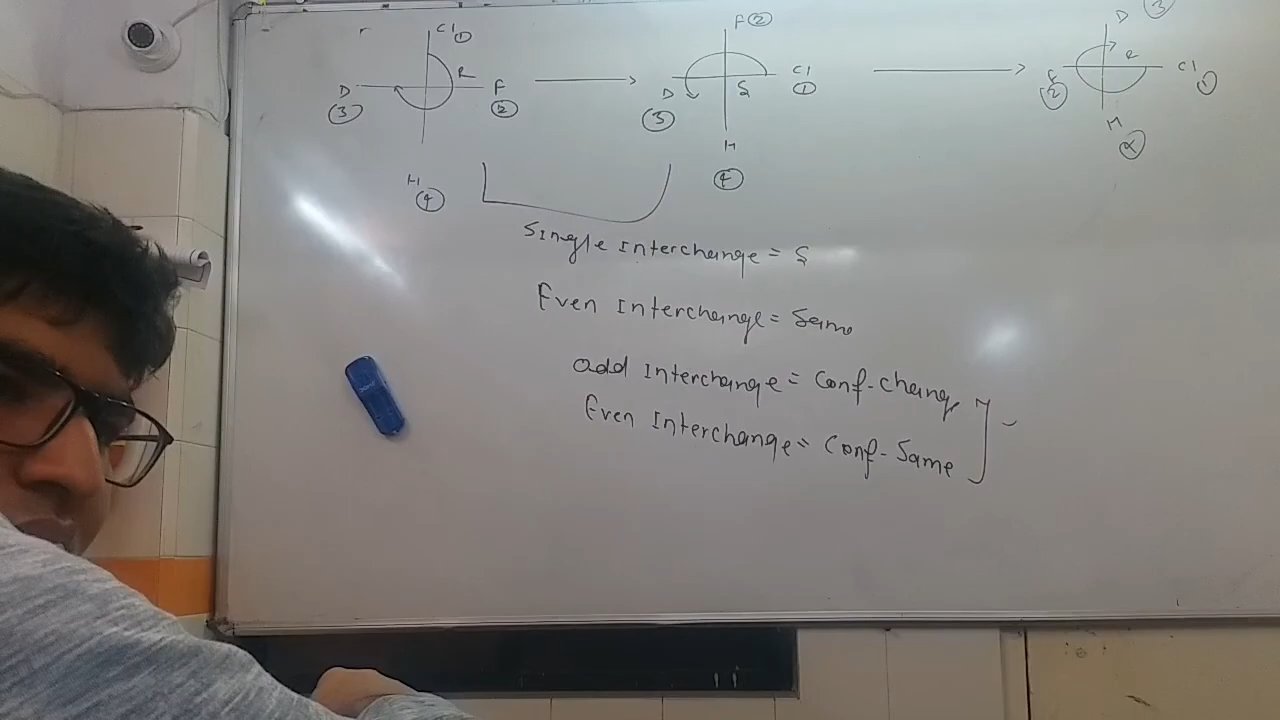 Cl ① F ② D ③
D ③ R F ② D ③ S Cl ① F ② R Cl ①
H ④ H ④ H ④
Single Interchange = S
Even Interchange = Same
odd Interchange = Conf-Change
Even Interchange = Conf-Same